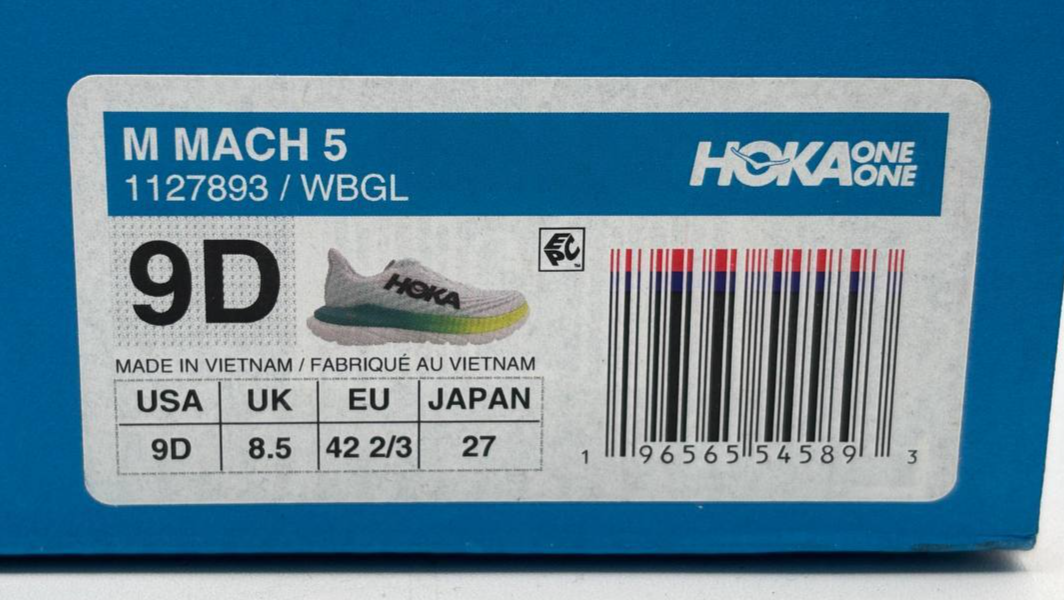 M MACH 5
1127893 / WBGL
HOKA ONE ONE
9D
HOKA
EPC™
MADE IN VIETNAM / FABRIQUÉ AU VIETNAM
USA UK EU JAPAN
9D 8.5 42 2/3 27
1 96565 54589 3